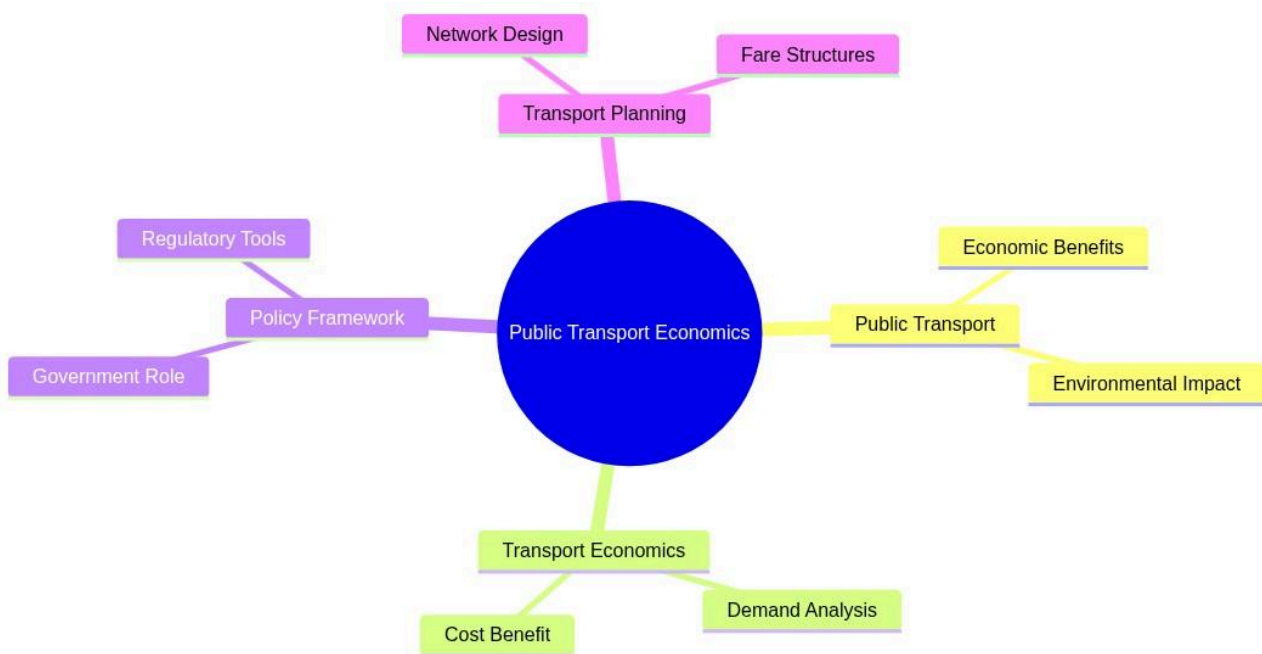 Network Design
Fare Structures
Transport Planning
Regulatory Tools
Policy Framework
Government Role
Public Transport Economics
Economic Benefits
Public Transport
Environmental Impact
Transport Economics
Demand Analysis
Cost Benefit